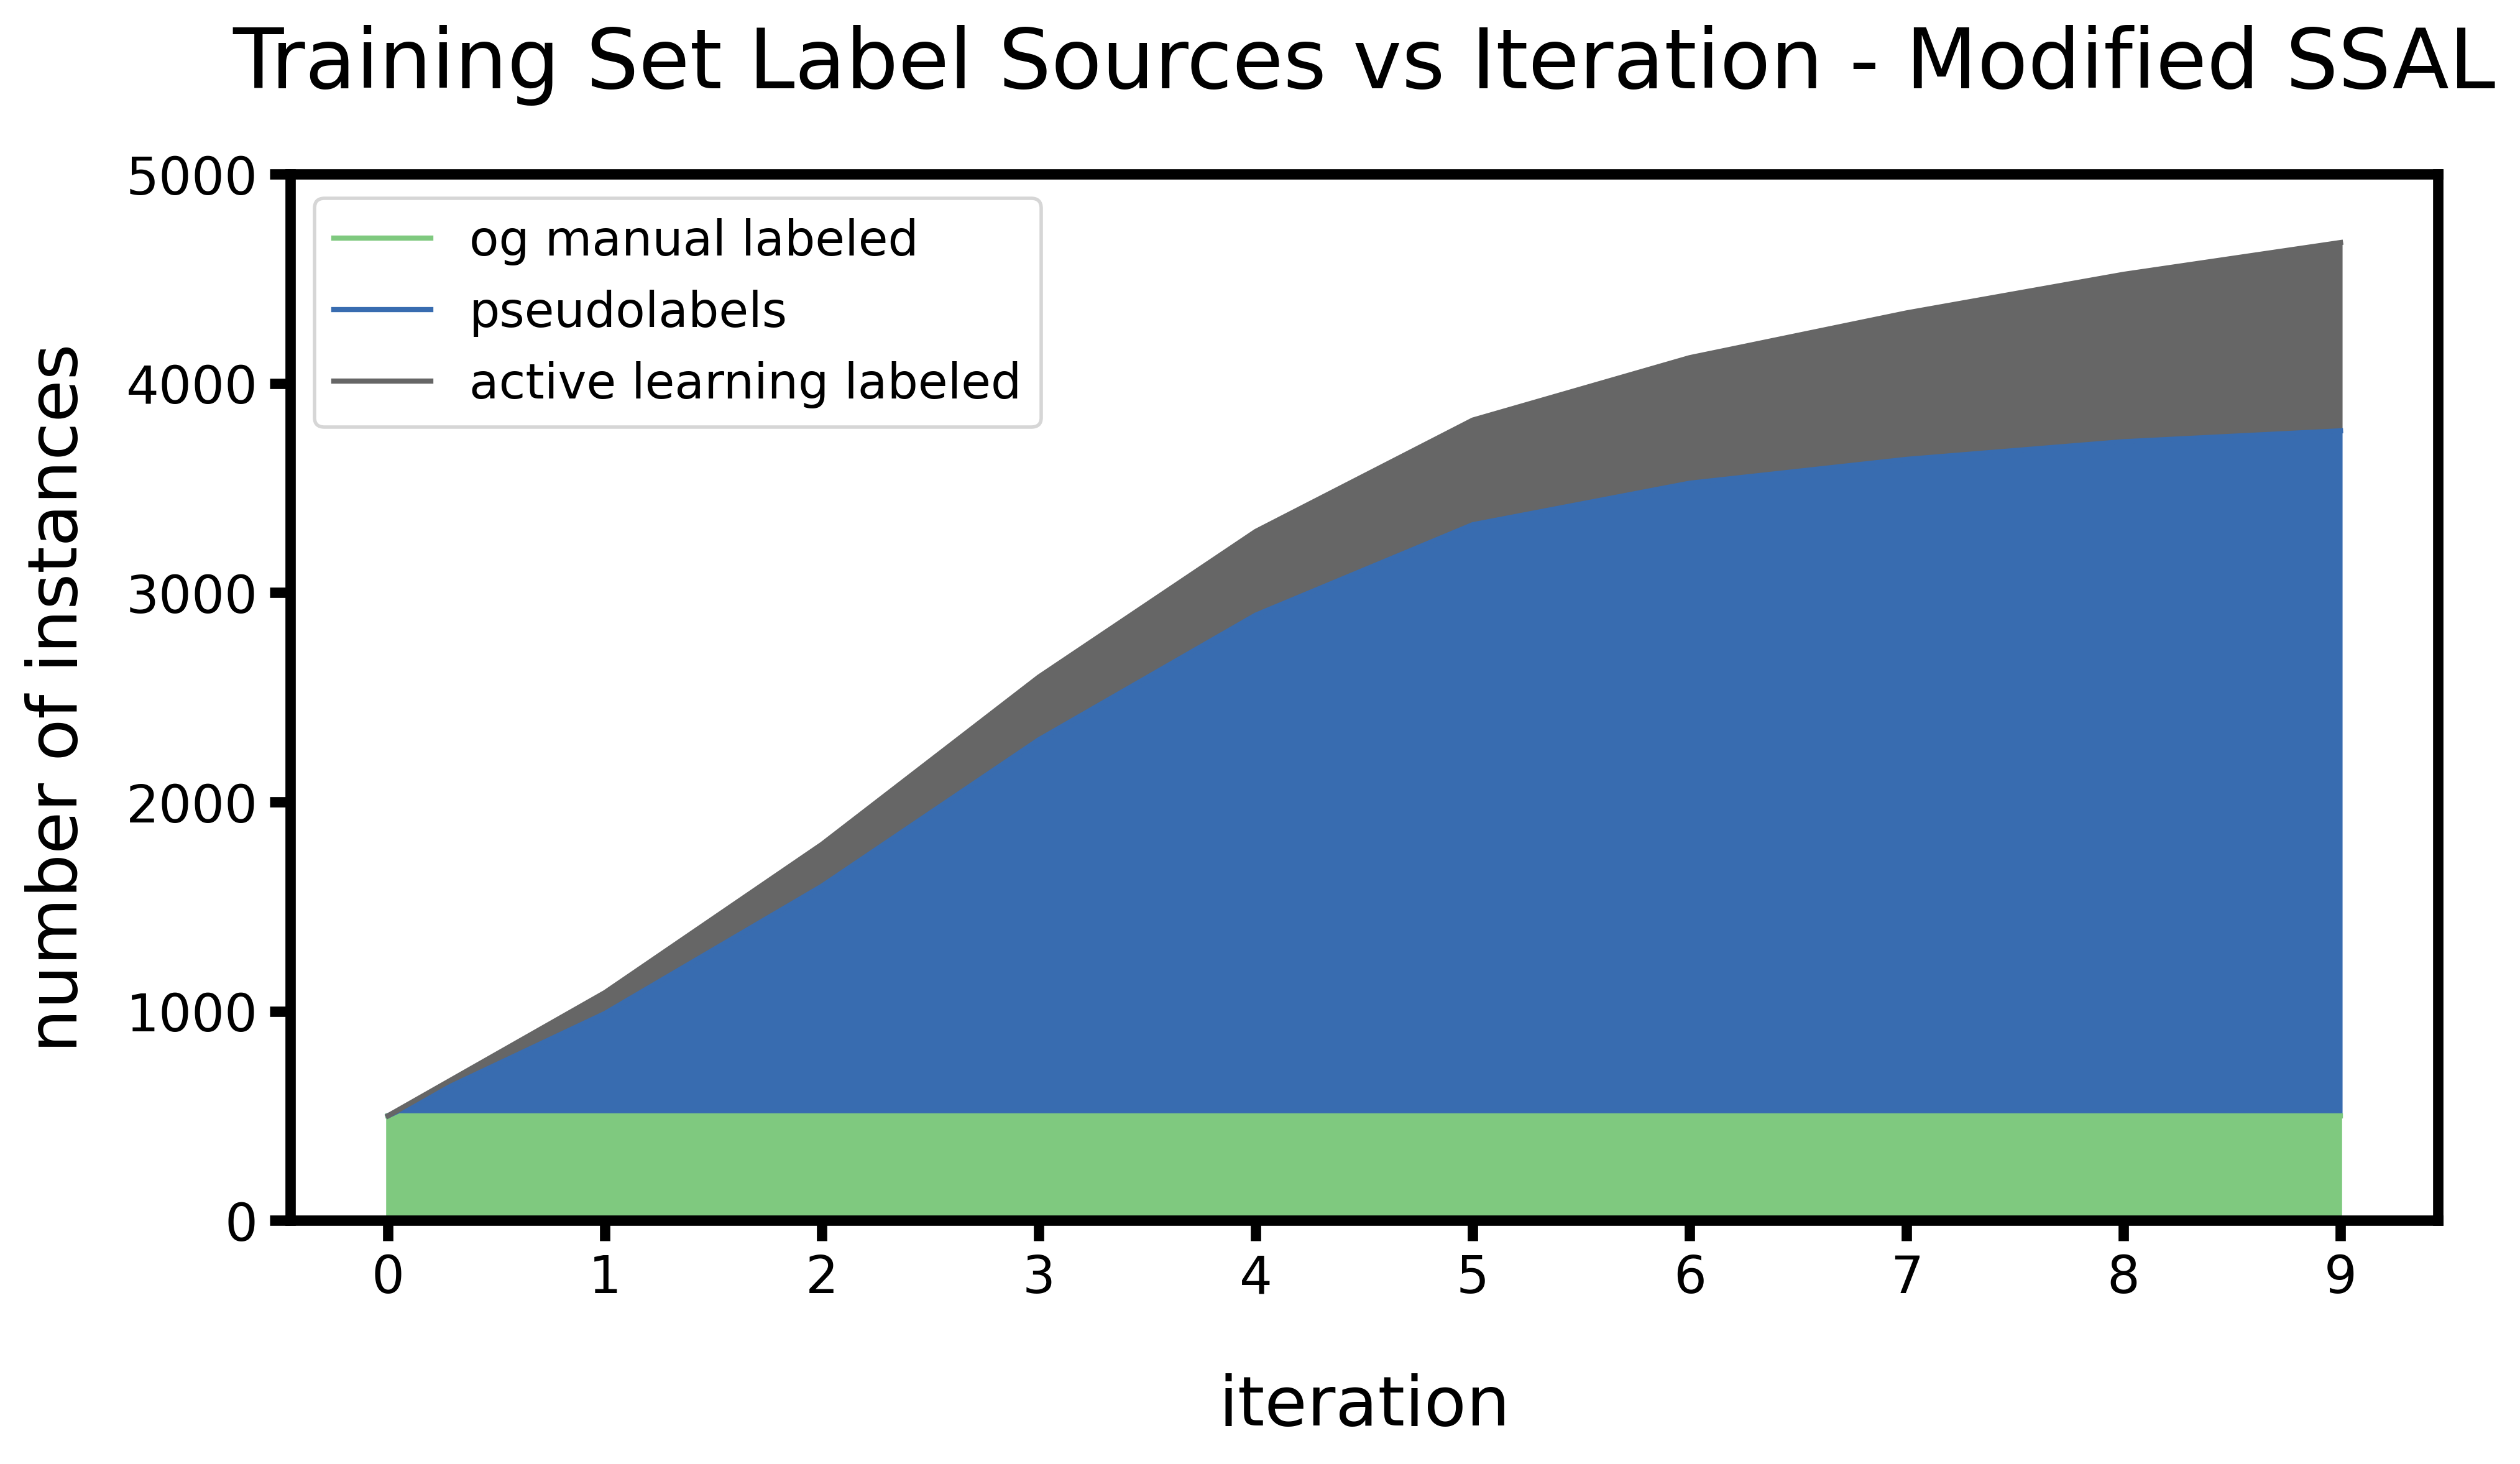 Training Set Label Sources vs Iteration - Modified SSAL
5000
4000
3000
2000
1000
0
number of instances
og manual labeled
pseudolabels
active learning labeled
0 1 2 3 4 5 6 7 8 9
iteration